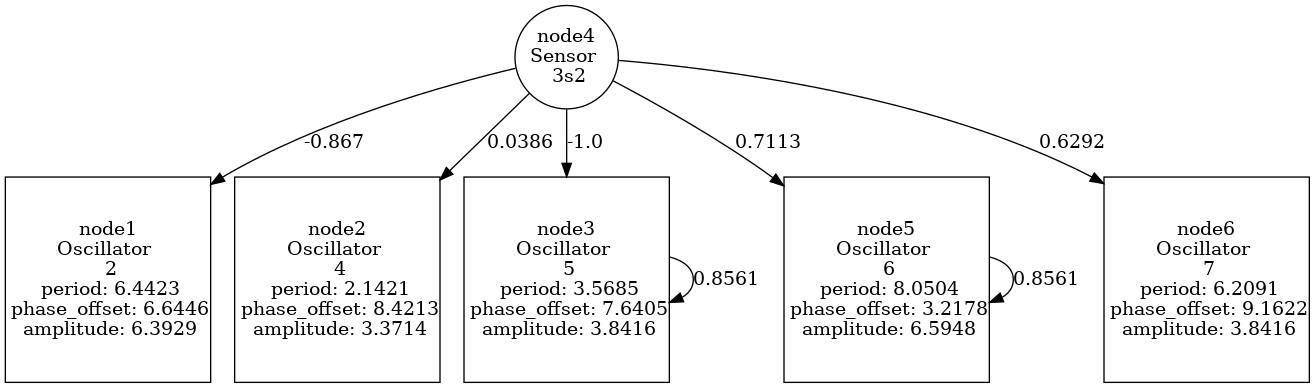 node4
Sensor
3s2
-0.867
0.0386
-1.0
0.7113
0.6292
node1
Oscillator
2
period: 6.4423
phase_offset: 6.6446
amplitude: 6.3929
node2
Oscillator
4
period: 2.1421
phase_offset: 8.4213
amplitude: 3.3714
node3
Oscillator
5
period: 3.5685
phase_offset: 7.6405
amplitude: 3.8416
0.8561
node5
Oscillator
6
period: 8.0504
phase_offset: 3.2178
amplitude: 6.5948
0.8561
node6
Oscillator
7
period: 6.2091
phase_offset: 9.1622
amplitude: 3.8416